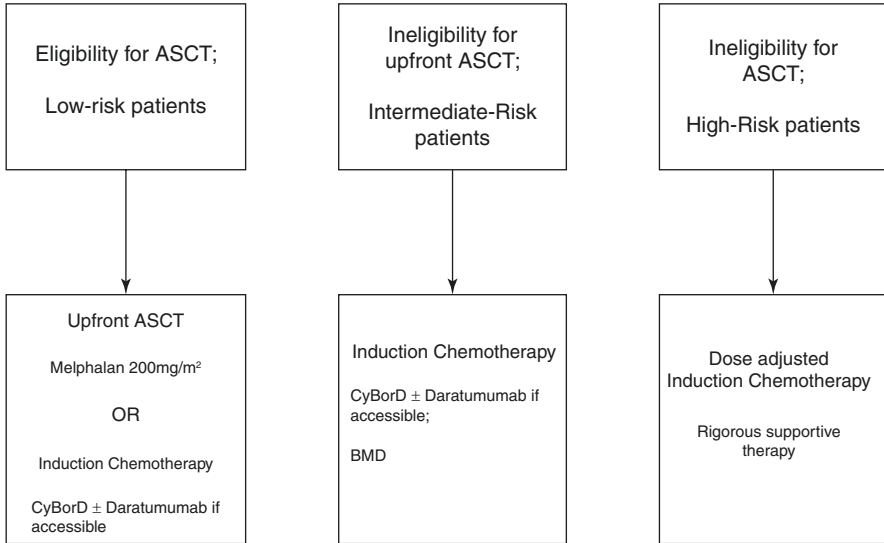 Eligibility for ASCT;
Low-risk patients
Ineligibility for
upfront ASCT;
Intermediate-Risk
patients
Ineligibility for
ASCT;
High-Risk patients
Upfront ASCT
Melphalan 200mg/m²
OR
Induction Chemotherapy
CyBorD ± Daratumumab if
accessible
Induction Chemotherapy
CyBorD ± Daratumumab if
accessible;
BMD
Dose adjusted
Induction Chemotherapy
Rigorous supportive
therapy